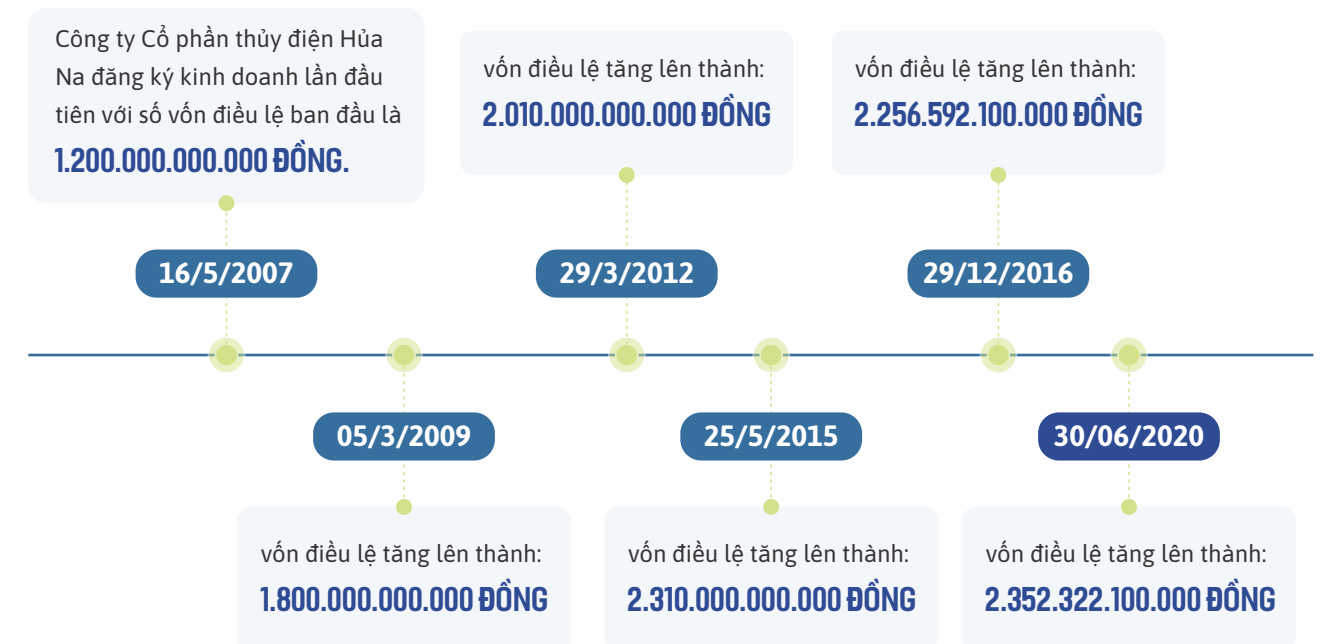 Công ty Cổ phần thủy điện Hủa
Na đăng ký kinh doanh lần đầu
tiên với số vốn điều lệ ban đầu là
1.200.000.000.000 ĐỒNG.
16/5/2007
vốn điều lệ tăng lên thành:
2.010.000.000.000 ĐỒNG
29/3/2012
vốn điều lệ tăng lên thành:
2.256.592.100.000 ĐỒNG
29/12/2016
05/3/2009
vốn điều lệ tăng lên thành:
1.800.000.000.000 ĐỒNG
25/5/2015
vốn điều lệ tăng lên thành:
2.310.000.000.000 ĐỒNG
30/06/2020
vốn điều lệ tăng lên thành:
2.352.322.100.000 ĐỒNG